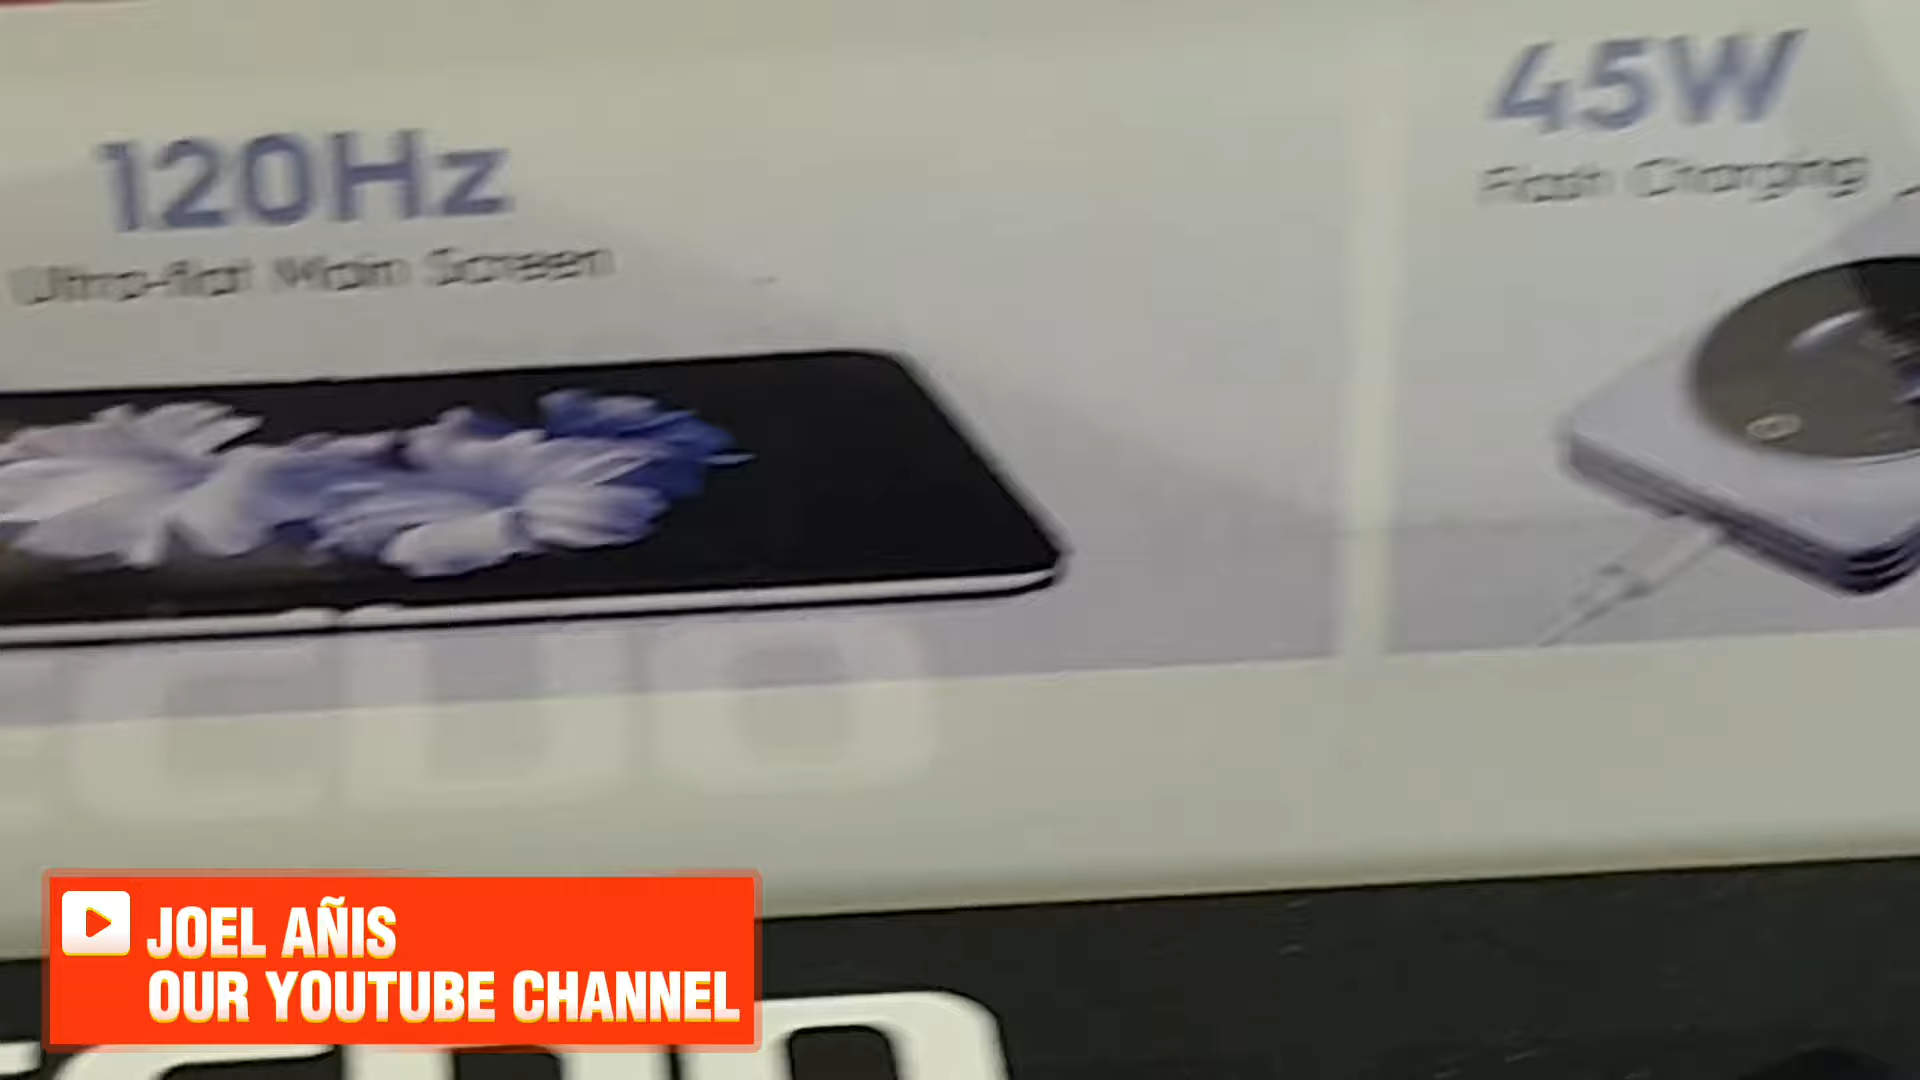 120Hz
Ultra-flat Main Screen
45W
Flash Charging
JOEL AÑIS
OUR YOUTUBE CHANNEL